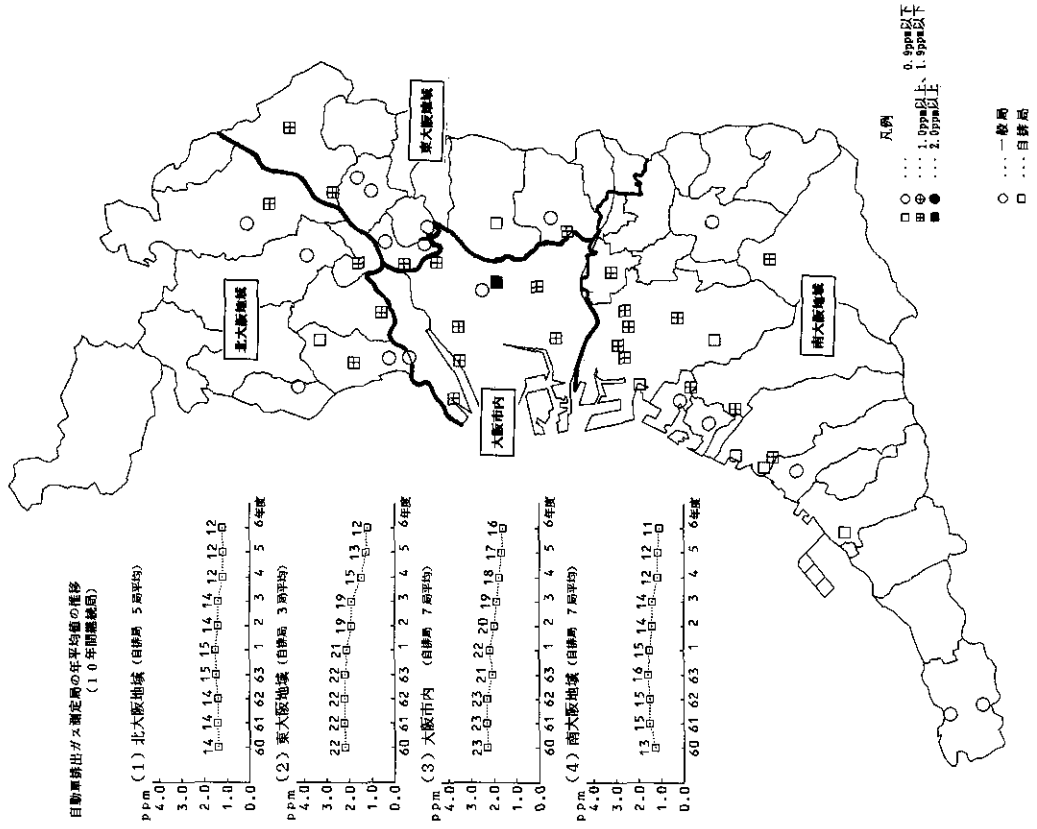 自動車排出ガス測定局の年平均値の推移
(10年間継続局)
(1) 北大阪地域 (自排局 5局平均)
ppm
4.0
3.0
2.0
1.0
0.0
14 14 14 15 15 14 14 12 12 12
60 61 62 63 1 2 3 4 5 6年度
(2) 東大阪地域 (自排局 3局平均)
ppm
4.0
3.0
2.0
1.0
0.0
22 22 22 22 21 19 19 15 13 12
60 61 62 63 1 2 3 4 5 6年度
(3) 大阪市内 (自排局 7局平均)
ppm
4.0
3.0
2.0
1.0
0.0
23 23 23 21 22 20 19 18 17 16
60 61 62 63 1 2 3 4 5 6年度
(4) 南大阪地域 (自排局 7局平均)
ppm
4.0
3.0
2.0
1.0
0.0
13 15 15 16 15 14 14 12 12 11
60 61 62 63 1 2 3 4 5 6年度
北大阪地域
東大阪地域
大阪市内
南大阪地域
凡例
□ ○ ... 0.9ppm以下
... 1.0ppm以上、1.9ppm以下
■ ● ... 2.0ppm以上
○ ... 一般局
□ ... 自排局